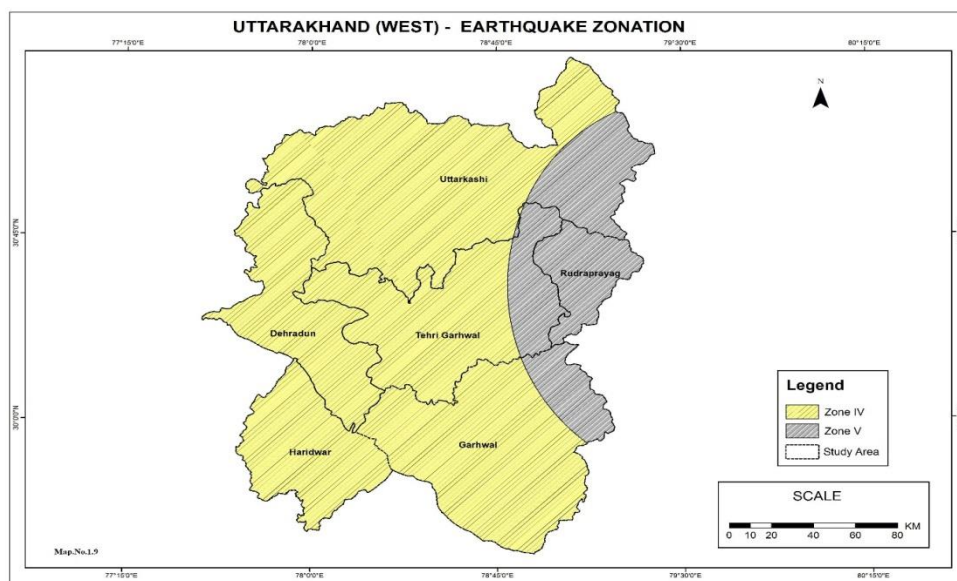 UTTARAKHAND (WEST) - EARTHQUAKE ZONATION
77°15'0"E 78°0'0"E 78°45'0"E 79°30'0"E 80°15'0"E
N
Uttarkashi
30°45'0"N
Rudraprayag
Dehradun
Tehri Garhwal
Legend
Zone IV
30°0'0"N
Zone V
Garhwal
Study Area
Haridwar
SCALE
KM
0 10 20 40 60 80
Map.No.1.9
77°15'0"E 78°0'0"E 78°45'0"E 79°30'0"E 80°15'0"E